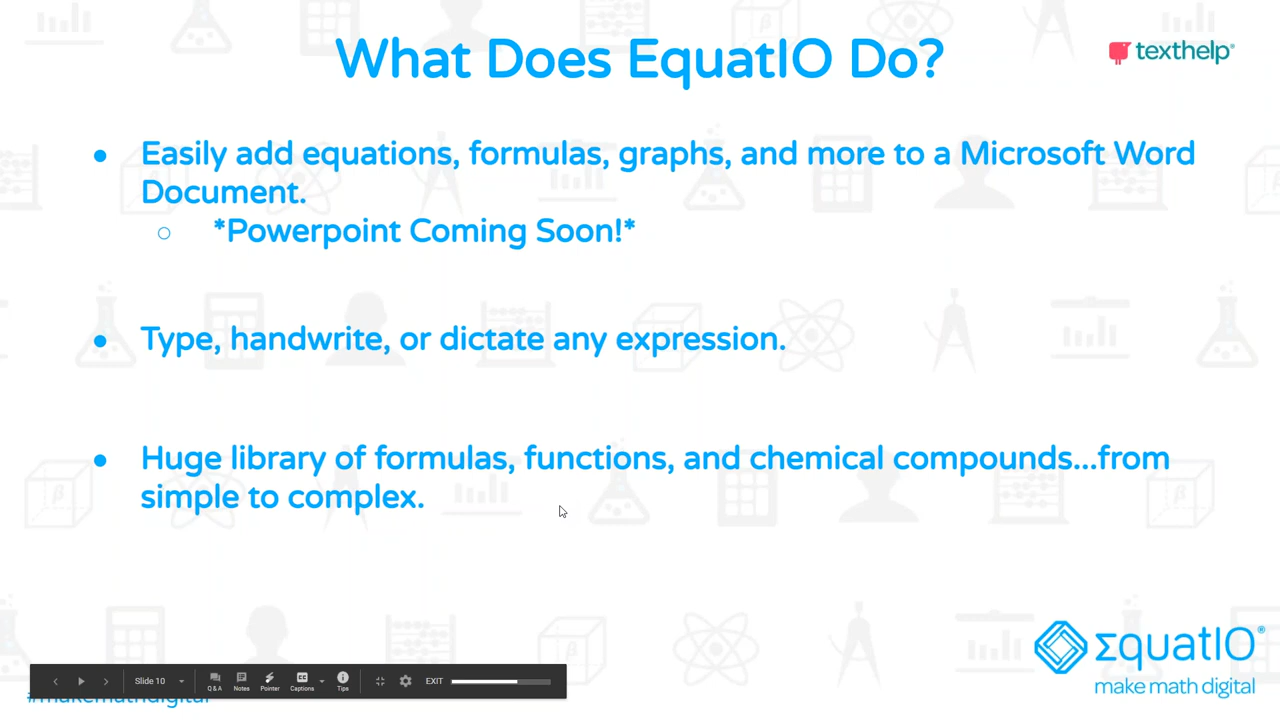 What Does EquatIO Do?
texthelp®
● Easily add equations, formulas, graphs, and more to a Microsoft Word
Document.
○ *Powerpoint Coming Soon!*
● Type, handwrite, or dictate any expression.
● Huge library of formulas, functions, and chemical compounds...from
simple to complex.
ΣquatIO®
make math digital
Slide 10
Q & A
Notes
Pointer
CC
Captions
Tips
EXIT
#makemathdigital